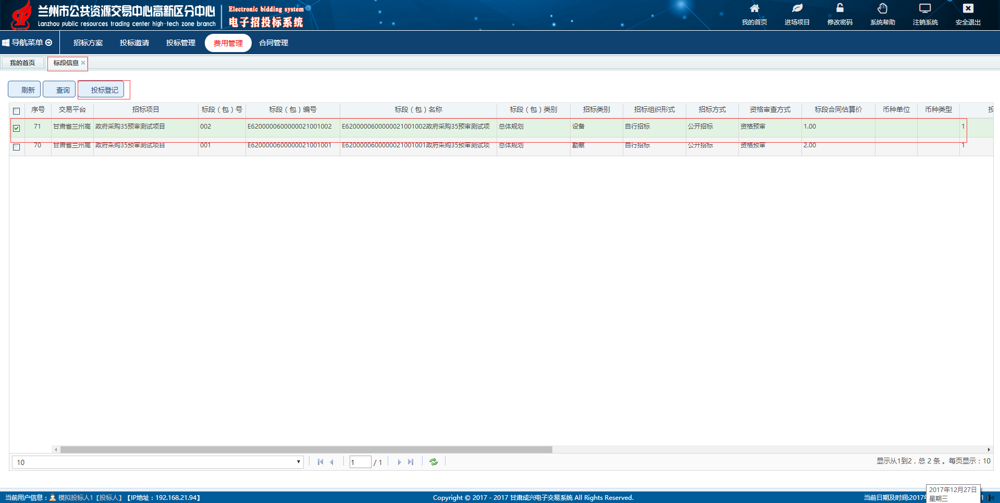 兰州市公共资源交易中心高新区分中心
Lanzhou public resources trading center high-tech zone branch
Electronic bidding system
电子招投标系统
我的首页 进场项目 修改密码 系统帮助 注销系统 安全退出
导航菜单 招标方案 投标邀请 投标管理 费用管理 合同管理
我的首页 标段信息
刷新 查询 投标登记
序号 交易平台 招标项目 标段（包）号 标段（包）编号 标段（包）名称 标段（包）类别 招标类别 招标组织形式 招标方式 资格审查方式 标段合同估算价 币种单位 币种类型 投
71 甘肃省兰州高 政府采购35预审测试项目 002 E6200000600000021001002 E6200000600000021001002政府采购35预审测试项 总体规划 设备 自行招标 公开招标 资格预审 1.00 1
70 甘肃省兰州高 政府采购35预审测试项目 001 E6200000600000021001001 E6200000600000021001001政府采购35预审测试项 总体规划 勘察 自行招标 公开招标 资格预审 2.00 1
10 1 / 1 显示从1到2，总 2 条 。每页显示：10
当前用户信息： 模拟投标人1【投标人】 【IP地址：192.168.21.94】 Copyright © 2017 - 2017 甘肃成兴电子交易系统 All Rights Reserved. 当前日期及时间:2017年 1
2017年12月27日
星期三